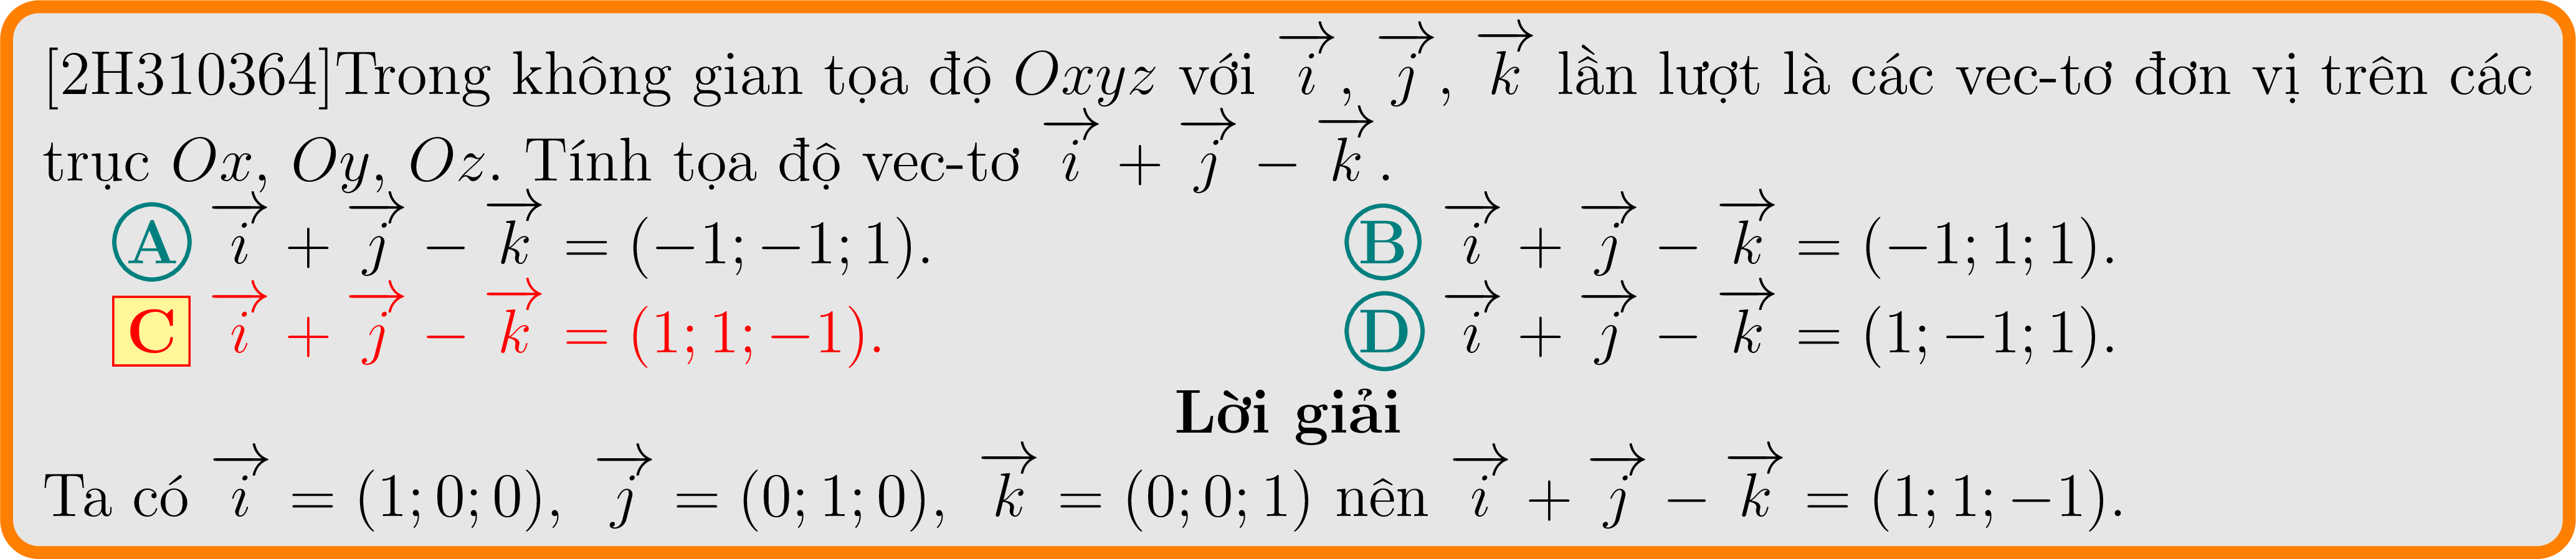 [2H310364]Trong không gian tọa độ Oxyz với $\overrightarrow{i}$, $\overrightarrow{j}$, $\overrightarrow{k}$ lần lượt là các vec-tơ đơn vị trên các
trục Ox, Oy, Oz. Tính tọa độ vec-tơ $\overrightarrow{i} + \overrightarrow{j} - \overrightarrow{k}$.
A $\overrightarrow{i} + \overrightarrow{j} - \overrightarrow{k} = (-1; -1; 1)$. B $\overrightarrow{i} + \overrightarrow{j} - \overrightarrow{k} = (-1; 1; 1)$.
C $\overrightarrow{i} + \overrightarrow{j} - \overrightarrow{k} = (1; 1; -1)$. D $\overrightarrow{i} + \overrightarrow{j} - \overrightarrow{k} = (1; -1; 1)$.
Lời giải
Ta có $\overrightarrow{i} = (1; 0; 0)$, $\overrightarrow{j} = (0; 1; 0)$, $\overrightarrow{k} = (0; 0; 1)$ nên $\overrightarrow{i} + \overrightarrow{j} - \overrightarrow{k} = (1; 1; -1)$.